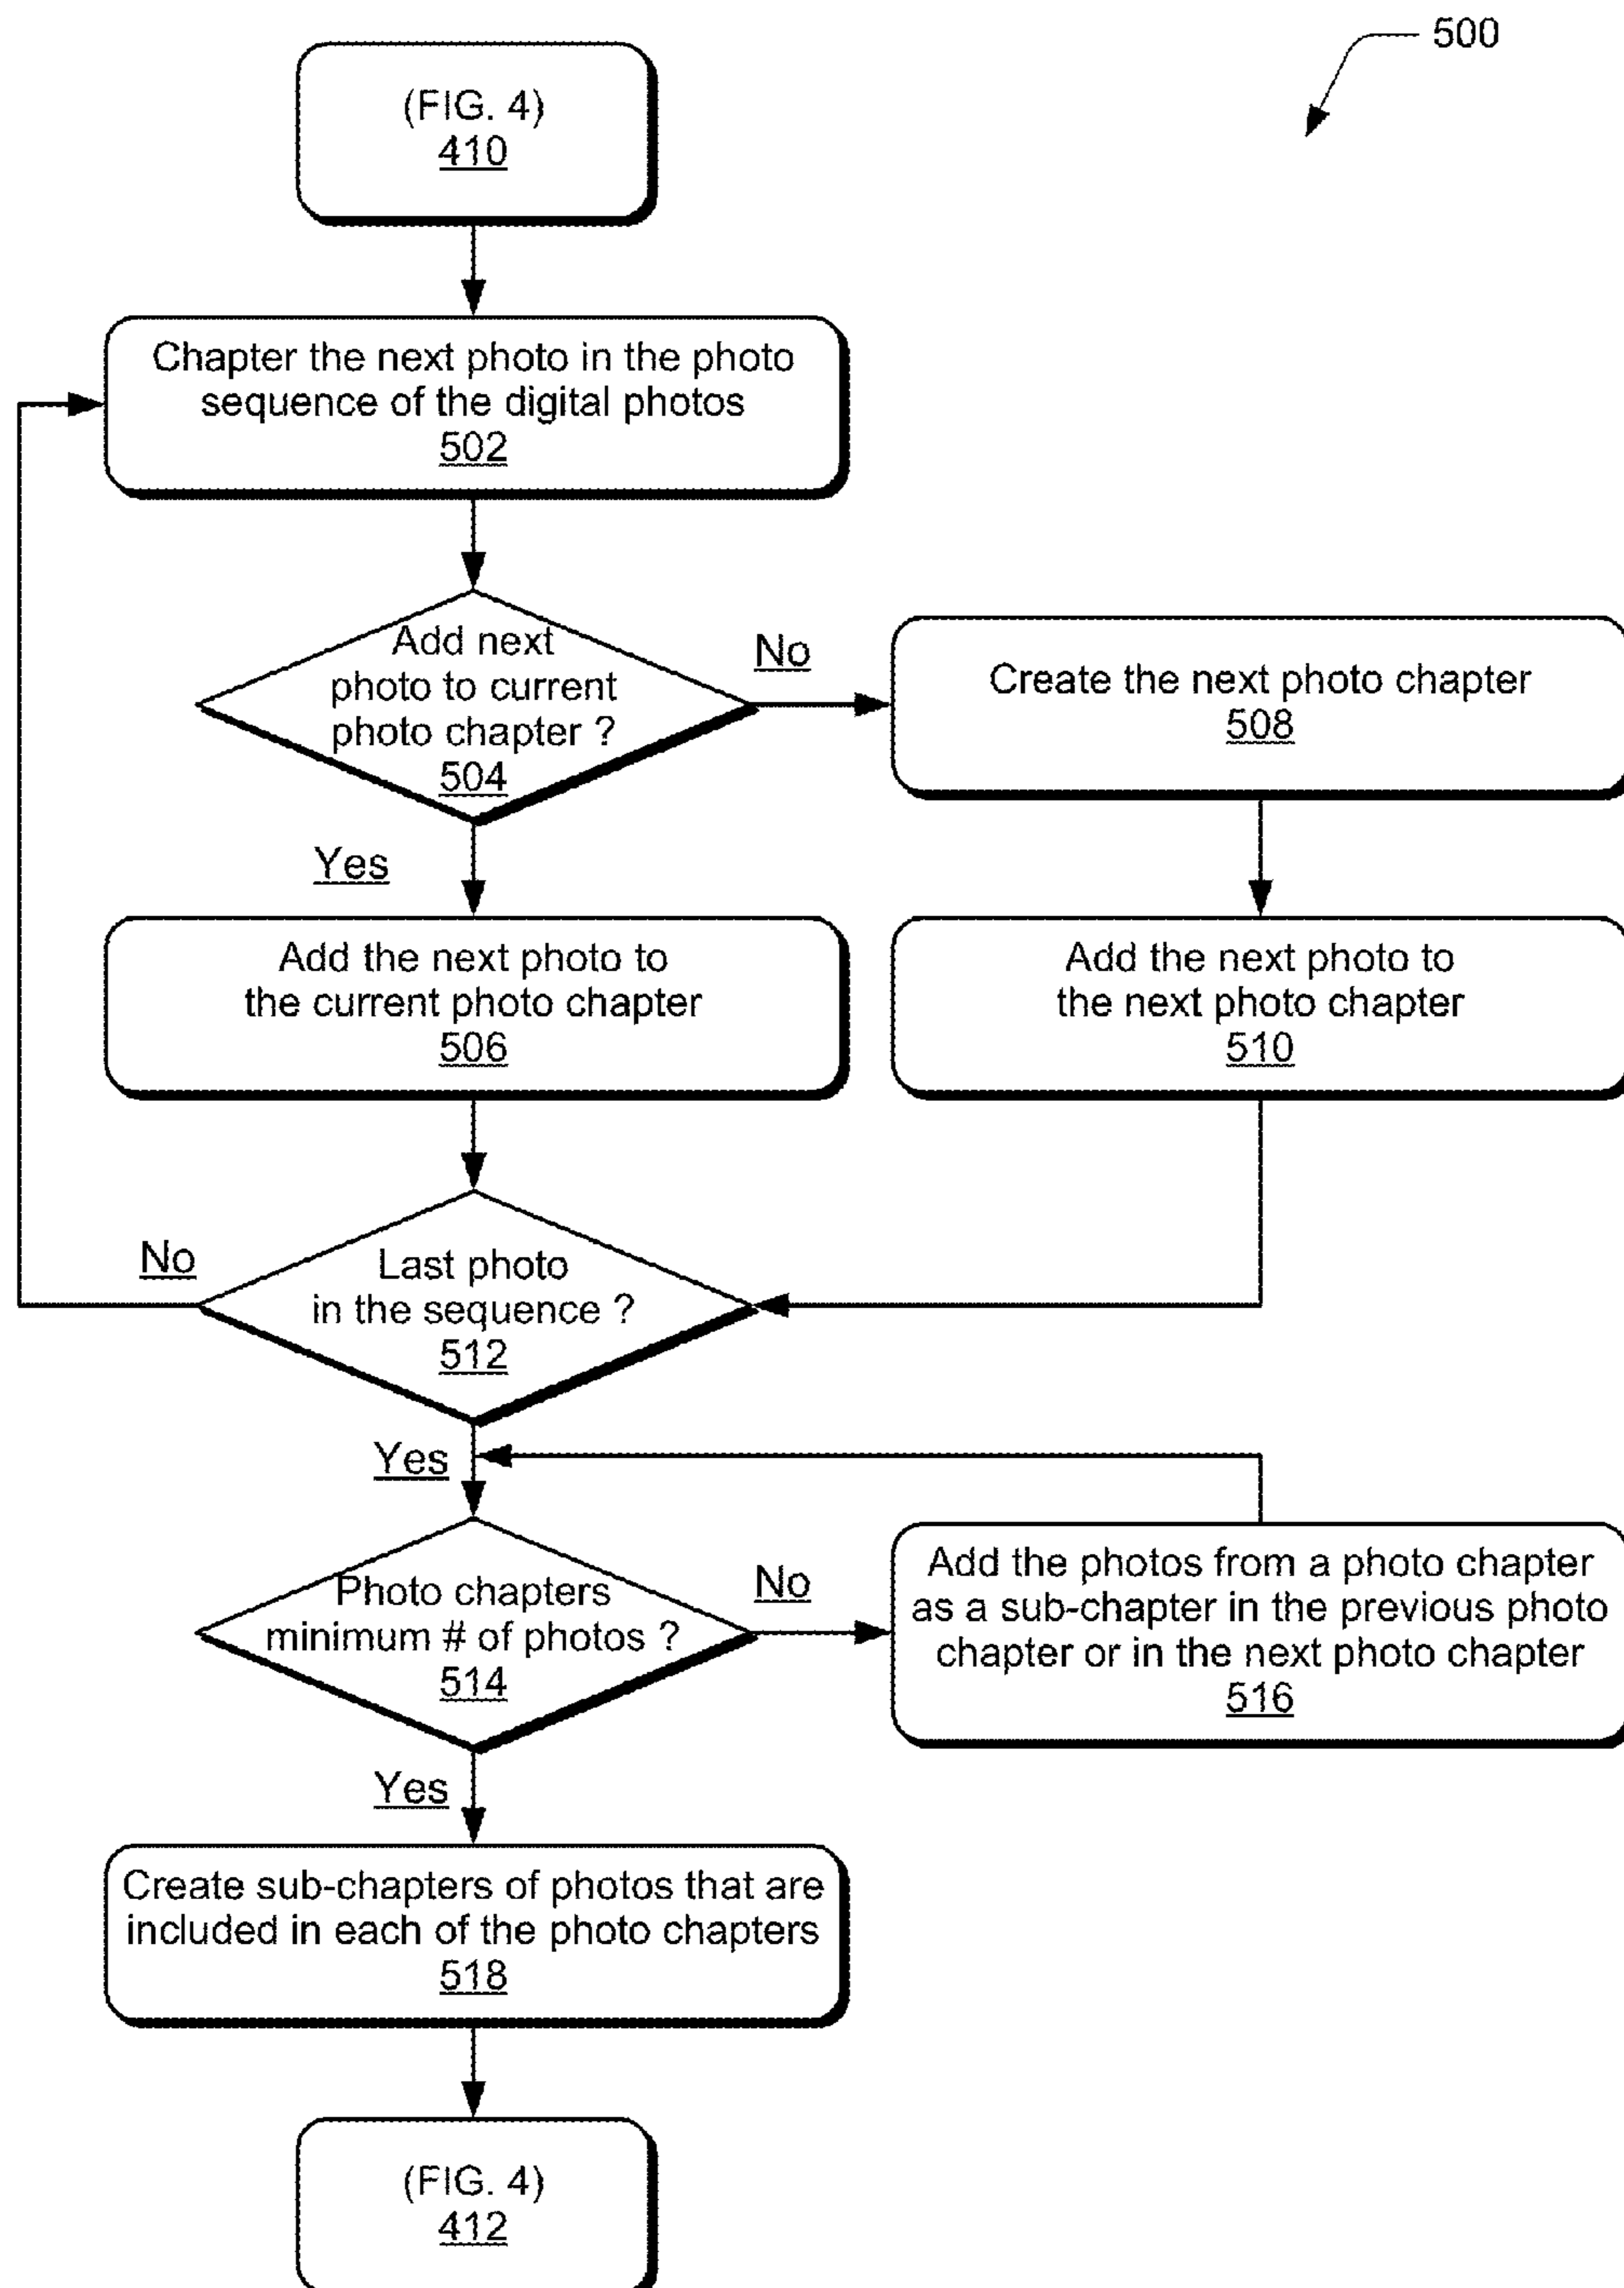 500
(FIG. 4)
410
Chapter the next photo in the photo
sequence of the digital photos
502
Add next
photo to current
photo chapter ?
504
No
Create the next photo chapter
508
Yes
Add the next photo to
the current photo chapter
506
Add the next photo to
the next photo chapter
510
No
Last photo
in the sequence ?
512
Yes
Photo chapters
minimum # of photos ?
514
No
Add the photos from a photo chapter
as a sub-chapter in the previous photo
chapter or in the next photo chapter
516
Yes
Create sub-chapters of photos that are
included in each of the photo chapters
518
(FIG. 4)
412